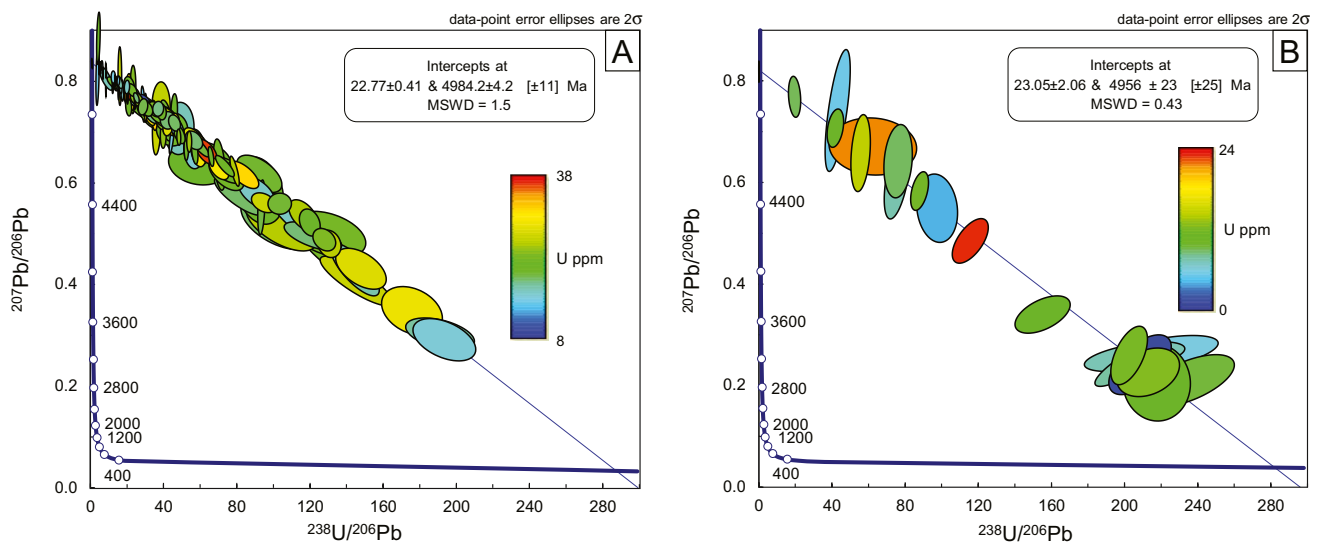 data-point error ellipses are 2σ
A
Intercepts at
22.77±0.41 & 4984.2±4.2 [±11] Ma
MSWD = 1.5
0.8
0.6
0.4
0.2
0.0
²⁰⁷Pb/²⁰⁶Pb
4400
3600
2800
2000
1200
400
38
U ppm
8
0 40 80 120 160 200 240 280
²³⁸U/²⁰⁶Pb
data-point error ellipses are 2σ
B
Intercepts at
23.05±2.06 & 4956 ± 23 [±25] Ma
MSWD = 0.43
0.8
0.6
0.4
0.2
0.0
²⁰⁷Pb/²⁰⁶Pb
4400
3600
2800
2000
1200
400
24
U ppm
0
0 40 80 120 160 200 240 280
²³⁸U/²⁰⁶Pb